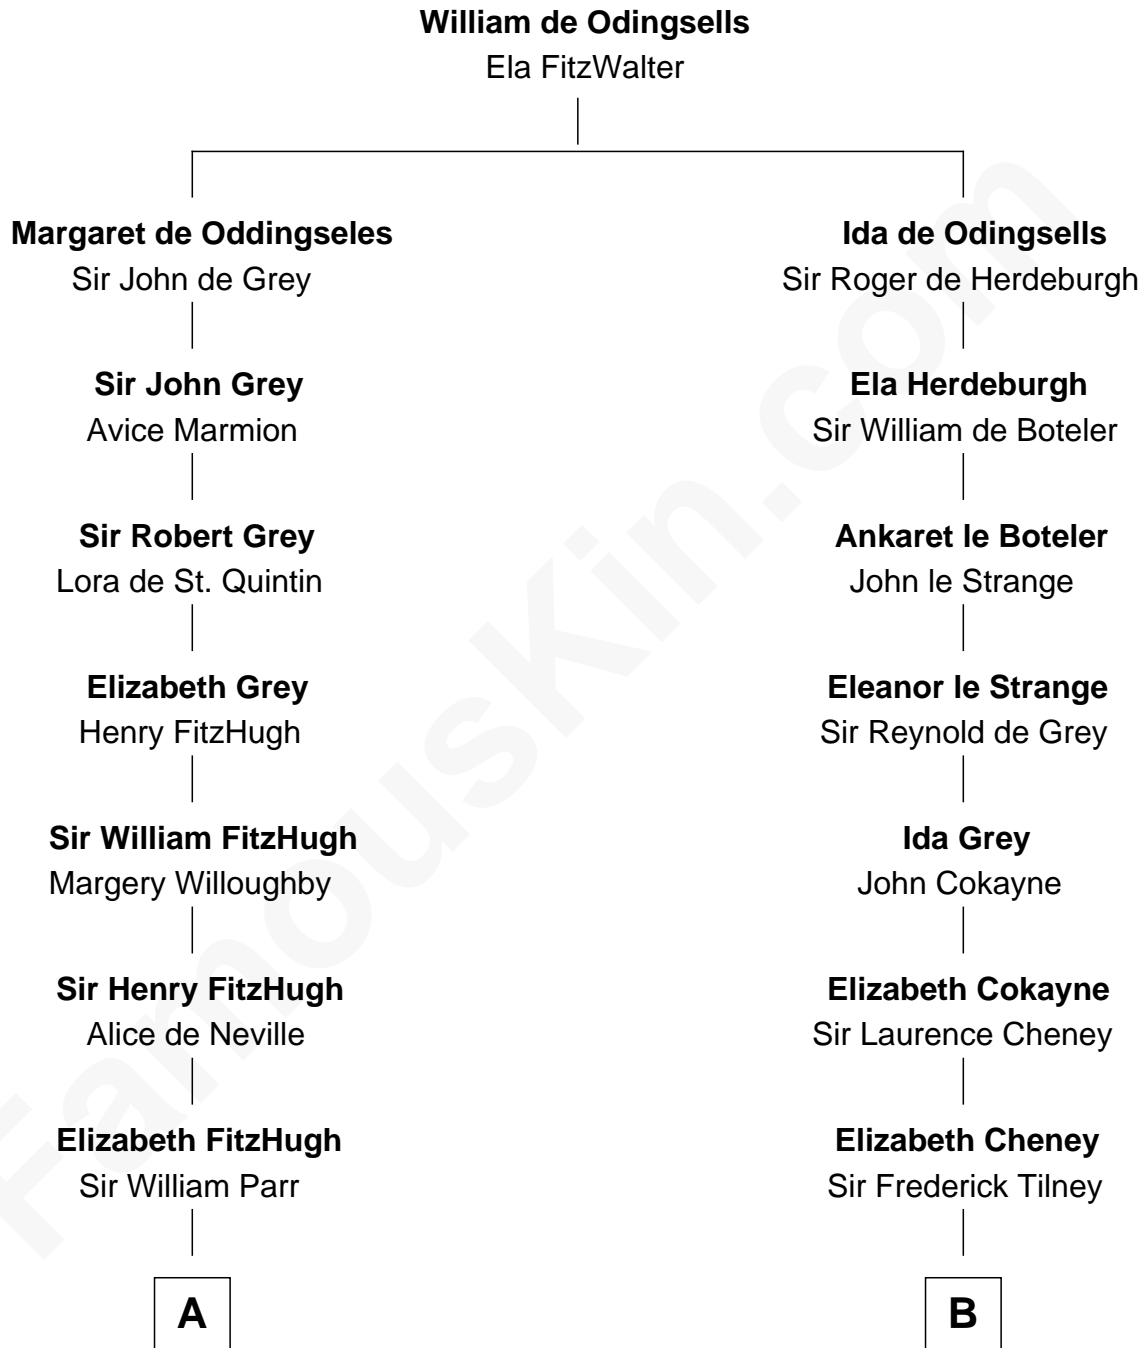 William de Odingsells
Ela FitzWalter
Margaret de Oddingseles
Sir John de Grey
Sir John Grey
Avice Marmion
Sir Robert Grey
Lora de St. Quintin
Elizabeth Grey
Henry FitzHugh
Sir William FitzHugh
Margery Willoughby
Sir Henry FitzHugh
Alice de Neville
Elizabeth FitzHugh
Sir William Parr
A
Ida de Odingsells
Sir Roger de Herdeburgh
Ela Herdeburgh
Sir William de Boteler
Ankaret le Boteler
John le Strange
Eleanor le Strange
Sir Reynold de Grey
Ida Grey
John Cokayne
Elizabeth Cokayne
Sir Laurence Cheney
Elizabeth Cheney
Sir Frederick Tilney
B
FamousKin.com